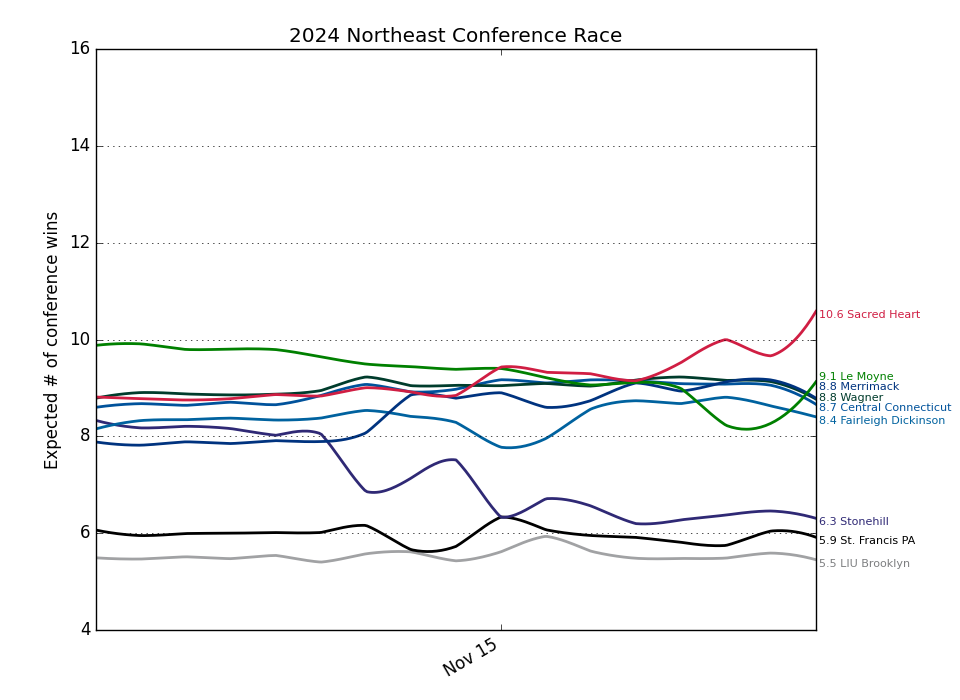 2024 Northeast Conference Race
Expected # of conference wins
16
14
12
10
8
6
4
Nov 15
10.6 Sacred Heart
9.1 Le Moyne
8.8 Merrimack
8.8 Wagner
8.7 Central Connecticut
8.4 Fairleigh Dickinson
6.3 Stonehill
5.9 St. Francis PA
5.5 LIU Brooklyn